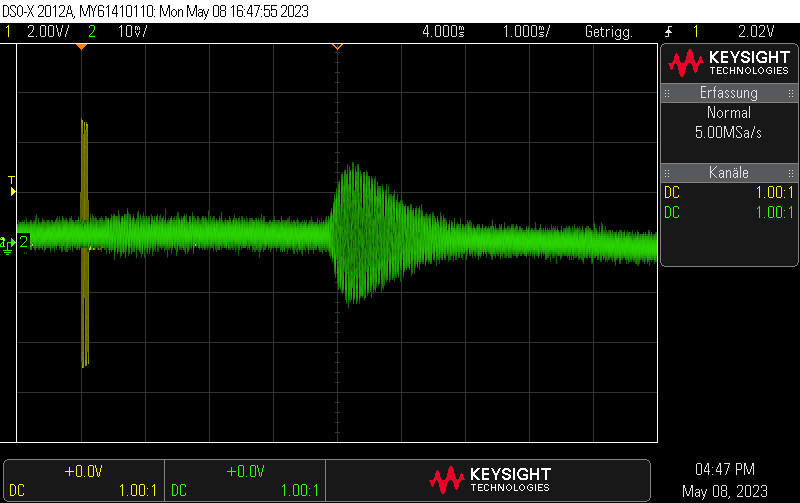 DSO-X 2012A, MY61410110: Mon May 08 16:47:55 2023
1 2.00V/ 2 10㎷/ 4.000s 1.000s/ Getrigg. 1 2.02V
KEYSIGHT
TECHNOLOGIES
Erfassung
Normal
5.00MSa/s
Kanäle
DC 1.00:1
DC 1.00:1
T
2
+0.0V
DC 1.00:1
+0.0V
DC 1.00:1
KEYSIGHT
TECHNOLOGIES
04:47 PM
May 08, 2023